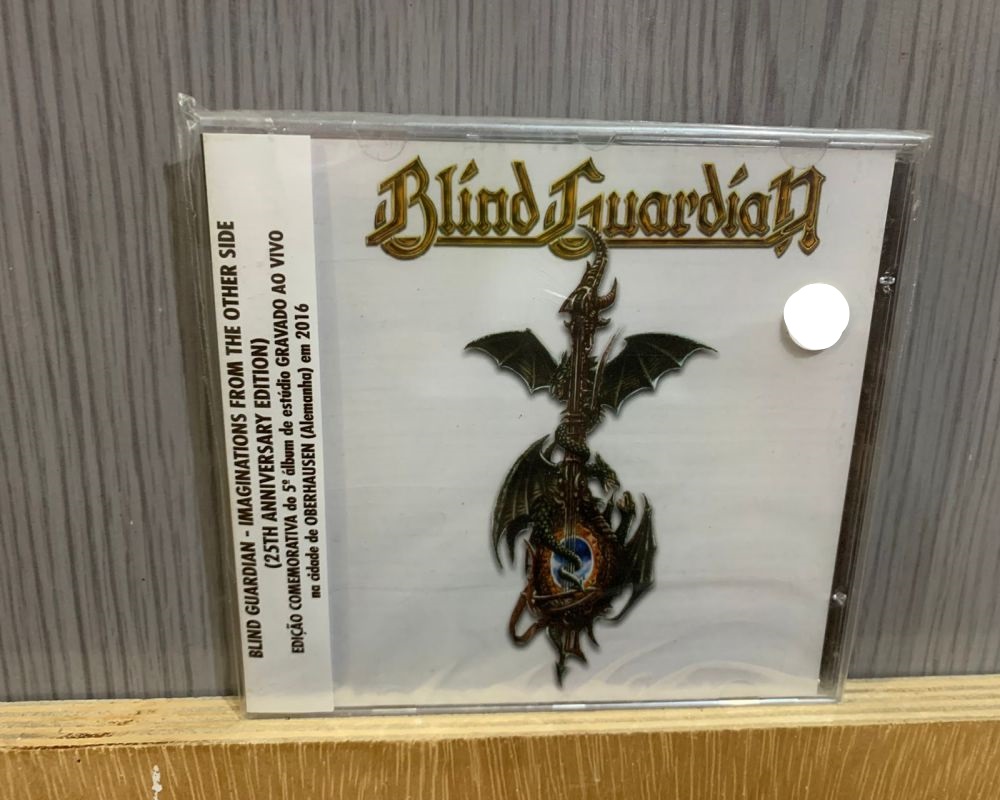 Blind Guardian
BLIND GUARDIAN - IMAGINATIONS FROM THE OTHER SIDE
(25TH ANNIVERSARY EDITION)
EDIÇÃO COMEMORATIVA do 5º álbum de estúdio GRAVADO AO VIVO
na cidade de OBERHAUSEN (Alemanha) em 2016